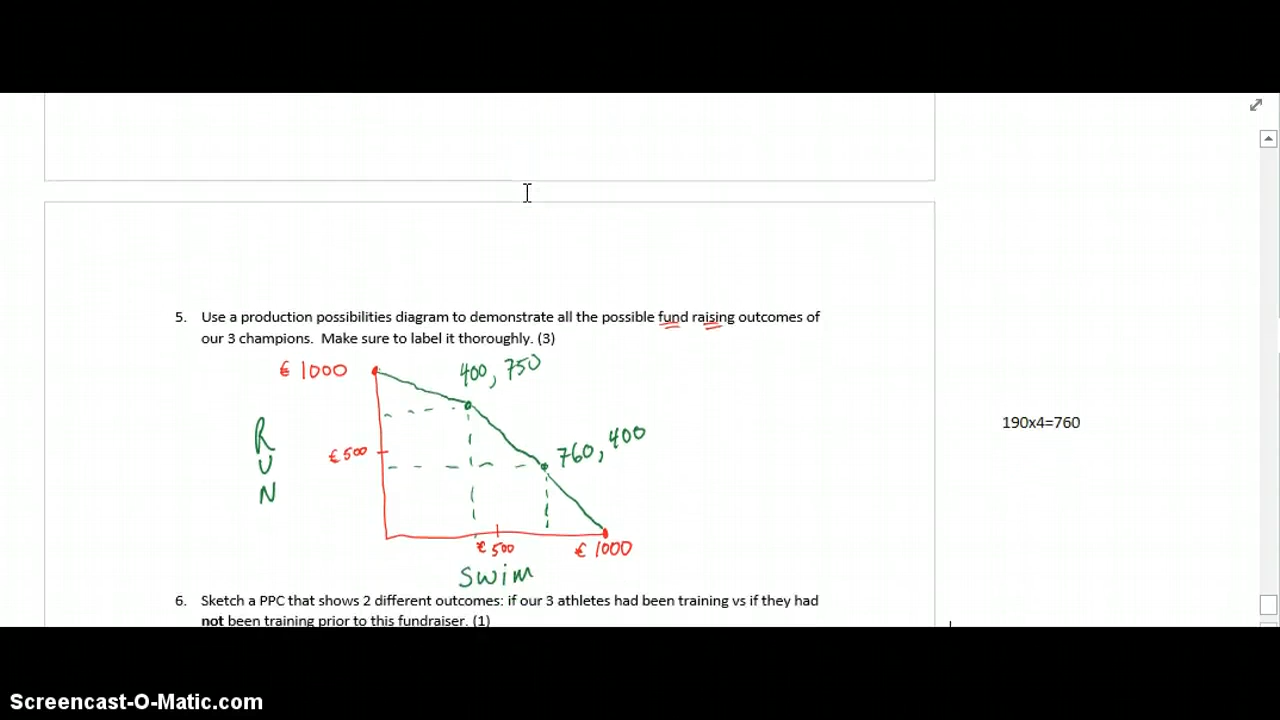 5. Use a production possibilities diagram to demonstrate all the possible fund raising outcomes of
our 3 champions. Make sure to label it thoroughly. (3)
€ 1000
400, 750
190x4=760
RUN
760, 400
€500
€ 500
€ 1000
Swim
6. Sketch a PPC that shows 2 different outcomes: if our 3 athletes had been training vs if they had
not been training prior to this fundraiser. (1)
Screencast-O-Matic.com